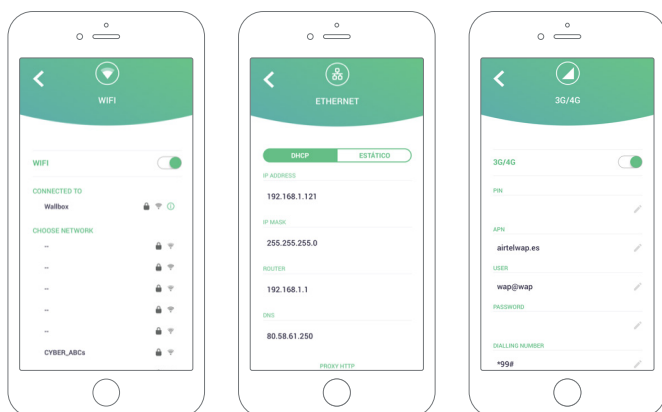 WIFI
WIFI
CONNECTED TO
Wallbox
CHOOSE NETWORK
--
--
--
--
--
CYBER_ABCs
ETHERNET
DHCP ESTÁTICO
IP ADDRESS
192.168.1.121
IP MASK
255.255.255.0
ROUTER
192.168.1.1
DNS
80.58.61.250
PROXY HTTP
3G/4G
3G/4G
PIN
APN
airtelwap.es
USER
wap@wap
PASSWORD
DIALLING NUMBER
*99#